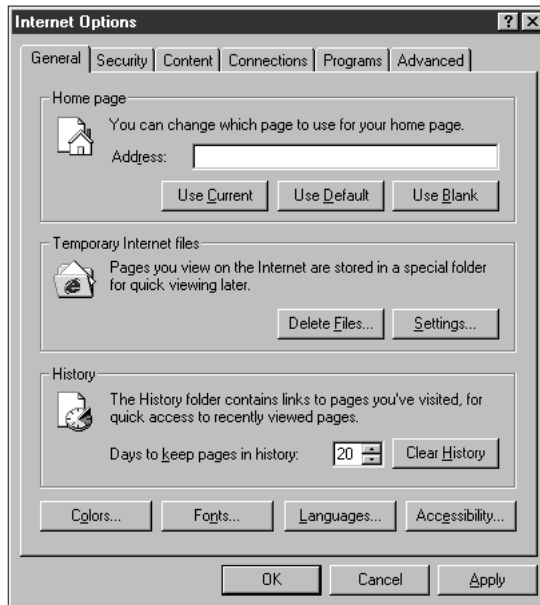 Internet Options
General Security Content Connections Programs Advanced
Home page
You can change which page to use for your home page.
Address:
Use Current Use Default Use Blank
Temporary Internet files
Pages you view on the Internet are stored in a special folder
for quick viewing later.
Delete Files... Settings...
History
The History folder contains links to pages you've visited, for
quick access to recently viewed pages.
Days to keep pages in history: 20 Clear History
Colors... Fonts... Languages... Accessibility...
OK Cancel Apply